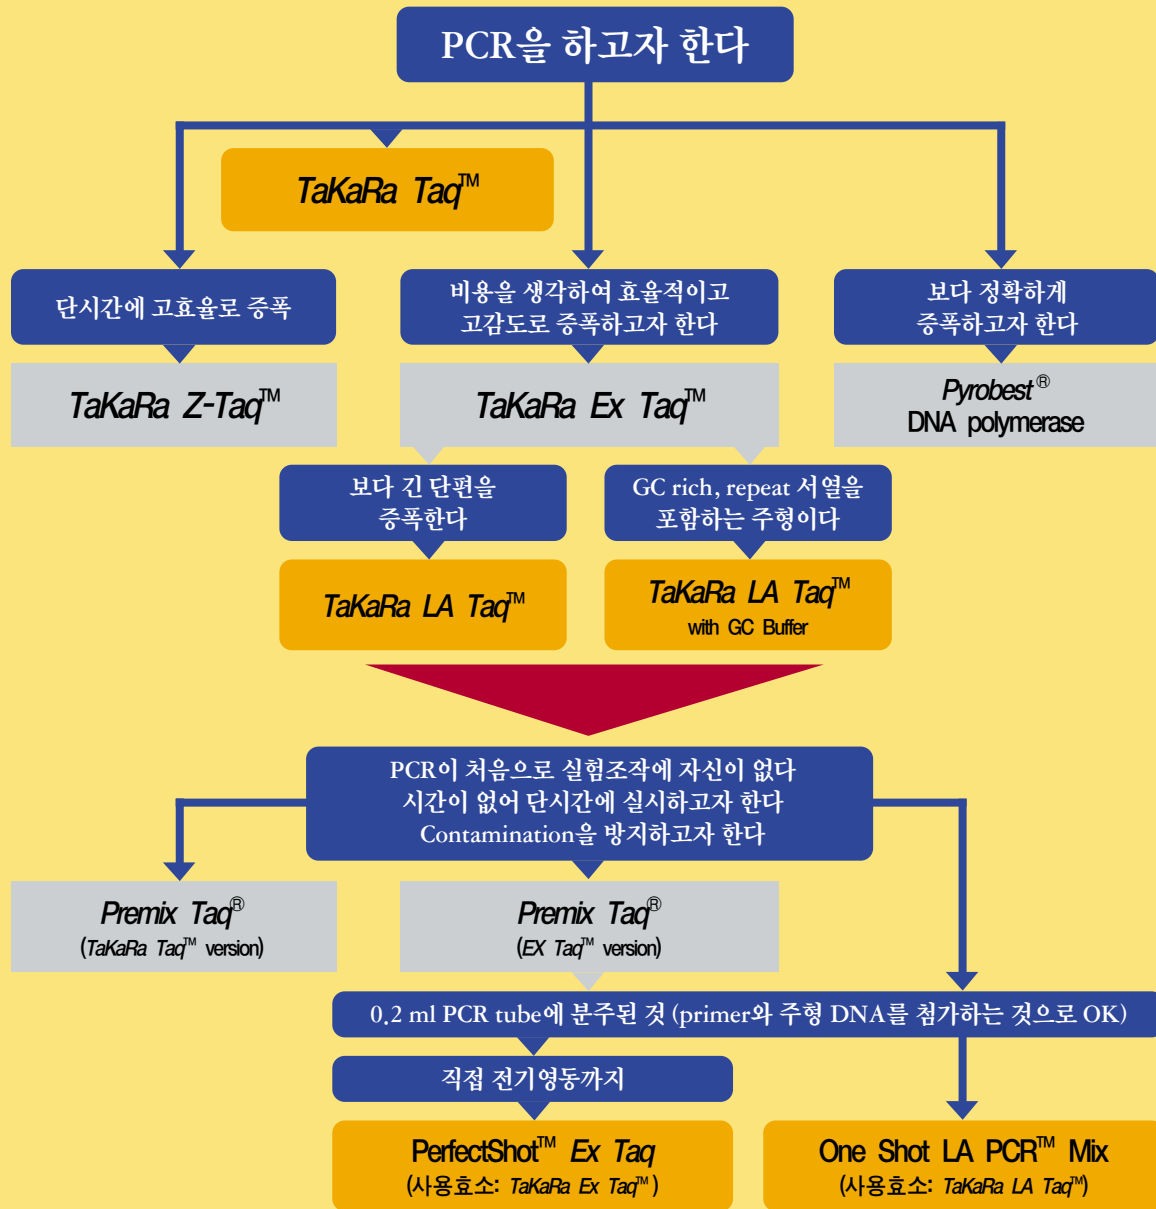 PCR을 하고자 한다
TaKaRa Taq™
단시간에 고효율로 증폭
비용을 생각하여 효율적이고
고감도로 증폭하고자 한다
보다 정확하게
증폭하고자 한다
TaKaRa Z-Taq™
TaKaRa Ex Taq™
Pyrobest®
DNA polymerase
보다 긴 단편을
증폭한다
GC rich, repeat 서열을
포함하는 주형이다
TaKaRa LA Taq™
TaKaRa LA Taq™
with GC Buffer
PCR이 처음으로 실험조작에 자신이 없다
시간이 없어 단시간에 실시하고자 한다
Contamination을 방지하고자 한다
Premix Taq®
(TaKaRa Taq™ version)
Premix Taq®
(EX Taq™ version)
0.2 ml PCR tube에 분주된 것 (primer와 주형 DNA를 첨가하는 것으로 OK)
직접 전기영동까지
PerfectShot™ Ex Taq
(사용효소: TaKaRa Ex Taq™)
One Shot LA PCR™ Mix
(사용효소: TaKaRa LA Taq™)